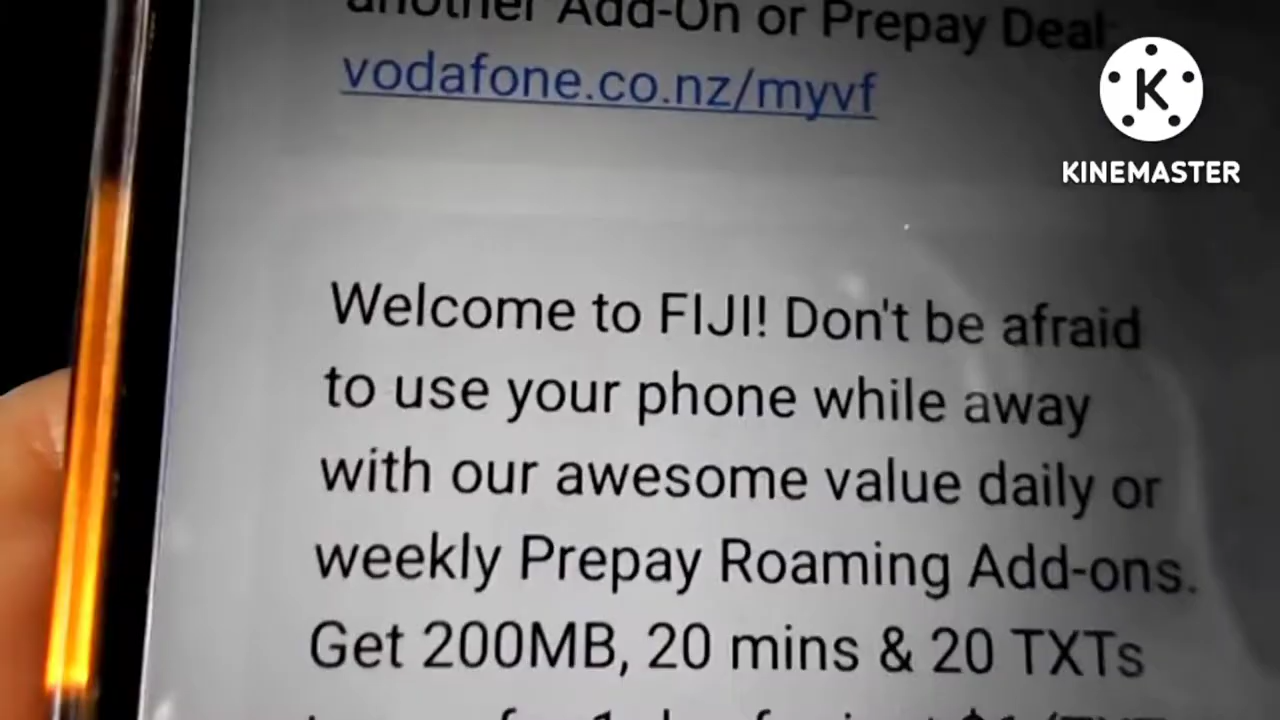 another Add-On or Prepay Deal
vodafone.co.nz/myvf
K
KINEMASTER
Welcome to FIJI! Don't be afraid
to use your phone while away
with our awesome value daily or
weekly Prepay Roaming Add-ons.
Get 200MB, 20 mins & 20 TXTs